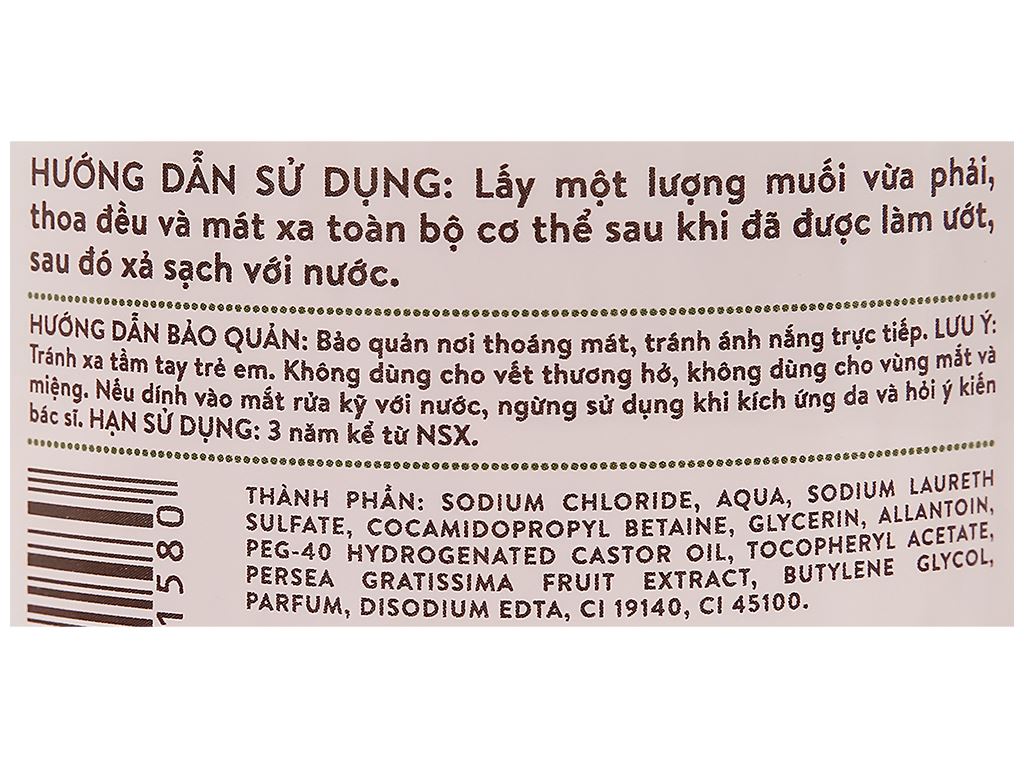 HƯỚNG DẪN SỬ DỤNG: Lấy một lượng muối vừa phải,
thoa đều và mát xa toàn bộ cơ thể sau khi đã được làm ướt,
sau đó xả sạch với nước.
HƯỚNG DẪN BẢO QUẢN: Bảo quản nơi thoáng mát, tránh ánh nắng trực tiếp. LƯU Ý:
Tránh xa tầm tay trẻ em. Không dùng cho vết thương hở, không dùng cho vùng mắt và
miệng. Nếu dính vào mắt rửa kỹ với nước, ngừng sử dụng khi kích ứng da và hỏi ý kiến
bác sĩ. HẠN SỬ DỤNG: 3 năm kể từ NSX.
THÀNH PHẦN: SODIUM CHLORIDE, AQUA, SODIUM LAURETH
SULFATE, COCAMIDOPROPYL BETAINE, GLYCERIN, ALLANTOIN,
PEG-40 HYDROGENATED CASTOR OIL, TOCOPHERYL ACETATE,
PERSEA GRATISSIMA FRUIT EXTRACT, BUTYLENE GLYCOL,
PARFUM, DISODIUM EDTA, CI 19140, CI 45100.
1580